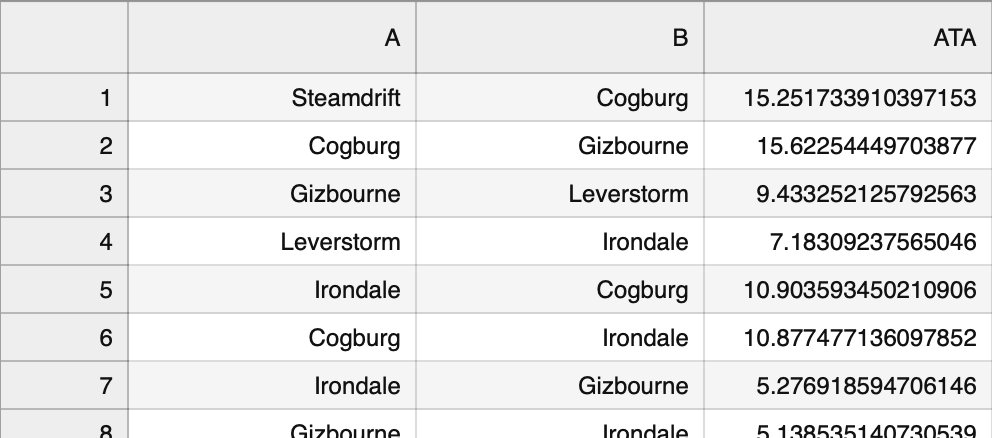 A B ATA
1 Steamdrift Cogburg 15.251733910397153
2 Cogburg Gizbourne 15.62254449703877
3 Gizbourne Leverstorm 9.433252125792563
4 Leverstorm Irondale 7.18309237565046
5 Irondale Cogburg 10.903593450210906
6 Cogburg Irondale 10.877477136097852
7 Irondale Gizbourne 5.276918594706146
8 Gizbourne Irondale 5.138535140730539